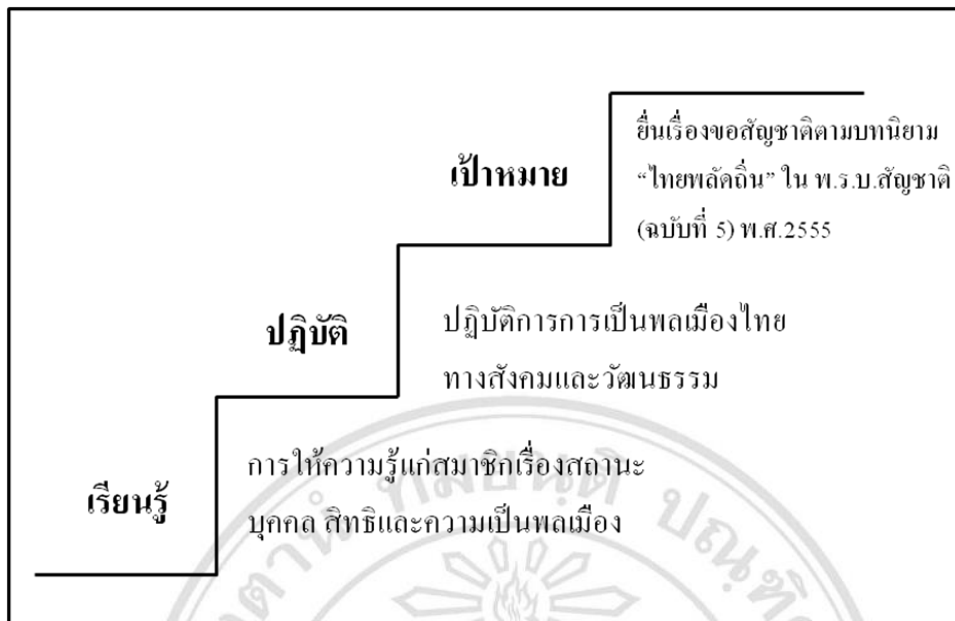 ยื่นเรื่องขอสัญชาติตามบทนิยาม
เป้าหมาย
“ไทยพลัดถิ่น” ใน พ.ร.บ.สัญชาติ
(ฉบับที่ 5) พ.ศ.2555
ปฏิบัติ
ปฏิบัติการการเป็นพลเมืองไทย
ทางสังคมและวัฒนธรรม
เรียนรู้
การให้ความรู้แก่สมาชิกเรื่องสถานะ
บุคคล สิทธิและความเป็นพลเมือง
ทมยนฺติ ปณฺฑิ